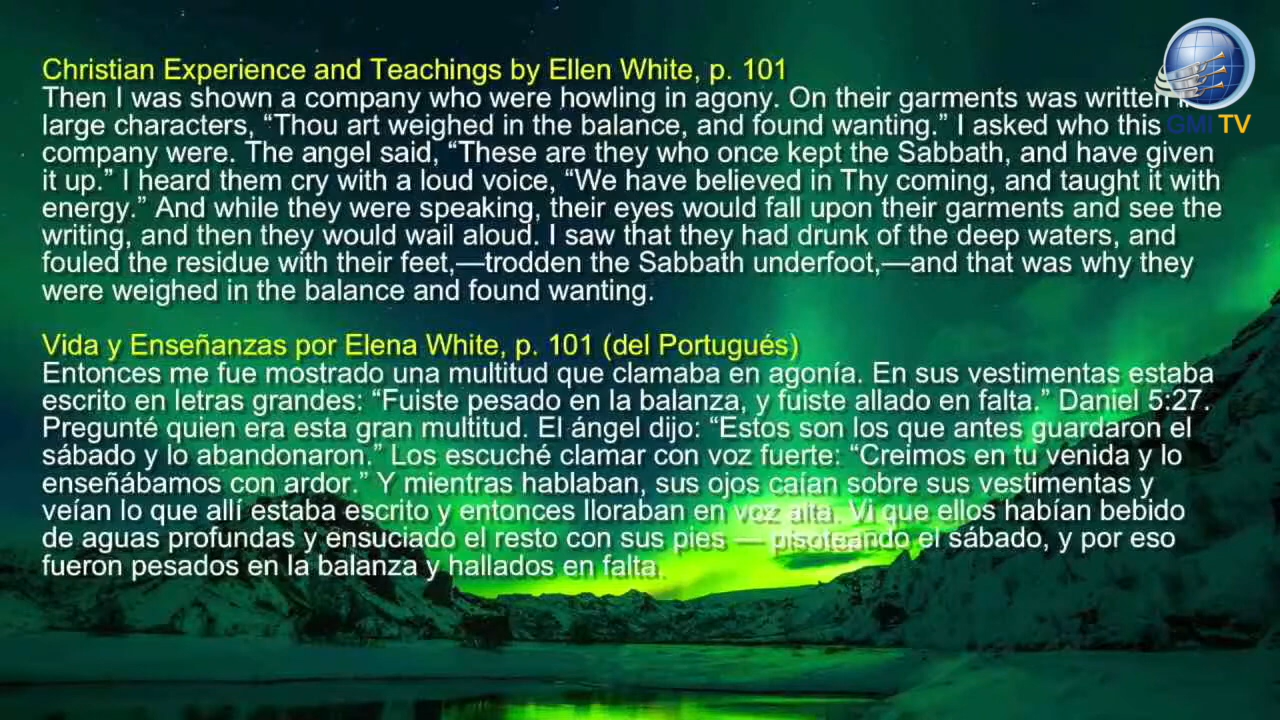 Christian Experience and Teachings by Ellen White, p. 101
Then I was shown a company who were howling in agony. On their garments was written
large characters, “Thou art weighed in the balance, and found wanting.” I asked who this
company were. The angel said, “These are they who once kept the Sabbath, and have given
it up.” I heard them cry with a loud voice, “We have believed in Thy coming, and taught it with
energy.” And while they were speaking, their eyes would fall upon their garments and see the
writing, and then they would wail aloud. I saw that they had drunk of the deep waters, and
fouled the residue with their feet,—trodden the Sabbath underfoot,—and that was why they
were weighed in the balance and found wanting.
Vida y Enseñanzas por Elena White, p. 101 (del Portugués)
Entonces me fue mostrado una multitud que clamaba en agonía. En sus vestimentas estaba
escrito en letras grandes: “Fuiste pesado en la balanza, y fuiste allado en falta.” Daniel 5:27.
Pregunté quien era esta gran multitud. El ángel dijo: “Estos son los que antes guardaron el
sábado y lo abandonaron.” Los escuché clamar con voz fuerte: “Creimos en tu venida y lo
enseñábamos con ardor.” Y mientras hablaban, sus ojos caían sobre sus vestimentas y
veían lo que allí estaba escrito y entonces lloraban en voz alta. Vi que ellos habían bebido
de aguas profundas y ensuciado el resto con sus pies — pisoteando el sábado, y por eso
fueron pesados en la balanza y hallados en falta.
GMI TV